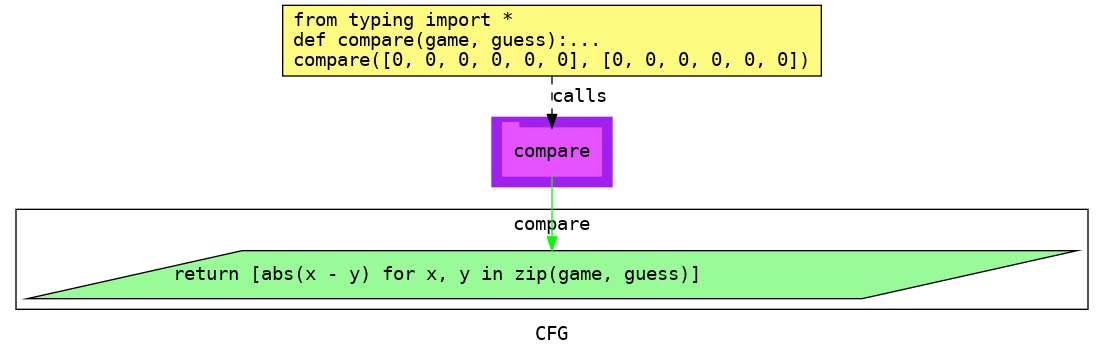 from typing import *
def compare(game, guess):...
compare([0, 0, 0, 0, 0, 0], [0, 0, 0, 0, 0, 0])
calls
compare
compare
return [abs(x - y) for x, y in zip(game, guess)]
CFG